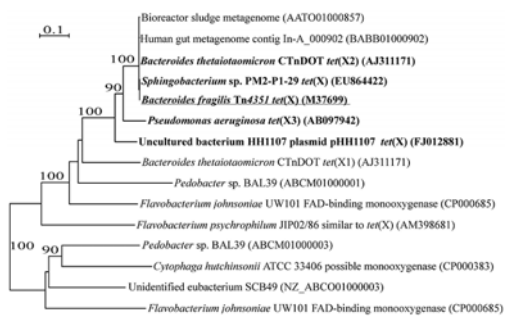 Bioreactor sludge metagenome (AATO01000857)
0.1
Human gut metagenome contig In-A_000902 (BABB01000902)
100
Bacteroides thetaiotaomicron CTnDOT tet(X2) (AJ311171)
Sphingobacterium sp. PM2-P1-29 tet(X) (EU864422)
90
Bacteroides fragilis Tn4351 tet(X) (M37699)
100
Pseudomonas aeruginosa tet(X3) (AB097942)
Uncultured bacterium HH1107 plasmid pHH1107 tet(X) (FJ012881)
Bacteroides thetaiotaomicron CTnDOT tet(X1) (AJ311171)
100
Pedobacter sp. BAL39 (ABCM01000001)
Flavobacterium johnsoniae UW101 FAD-binding monooxygenase (CP000685)
Flavobacterium psychrophilum JIP02/86 similar to tet(X) (AM398681)
100
90
Pedobacter sp. BAL39 (ABCM01000003)
Cytophaga hutchinsonii ATCC 33406 possible monooxygenase (CP000383)
Unidentified eubacterium SCB49 (NZ_ABCO01000003)
Flavobacterium johnsoniae UW101 FAD-binding monooxygenase (CP000685)